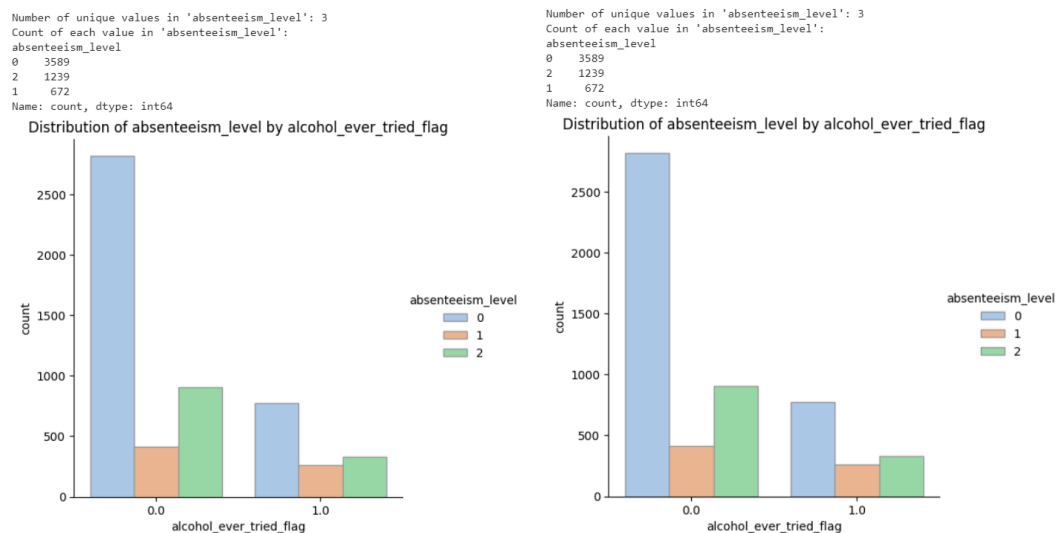 Number of unique values in 'absenteeism_level': 3
Count of each value in 'absenteeism_level':
absenteeism_level
0    3589
2    1239
1     672
Name: count, dtype: int64
Distribution of absenteeism_level by alcohol_ever_tried_flag
2500
2000
1500
1000
500
0
count
0.0
1.0
alcohol_ever_tried_flag
absenteeism_level
0
1
2
Number of unique values in 'absenteeism_level': 3
Count of each value in 'absenteeism_level':
absenteeism_level
0    3589
2    1239
1     672
Name: count, dtype: int64
Distribution of absenteeism_level by alcohol_ever_tried_flag
2500
2000
1500
1000
500
0
count
0.0
1.0
alcohol_ever_tried_flag
absenteeism_level
0
1
2